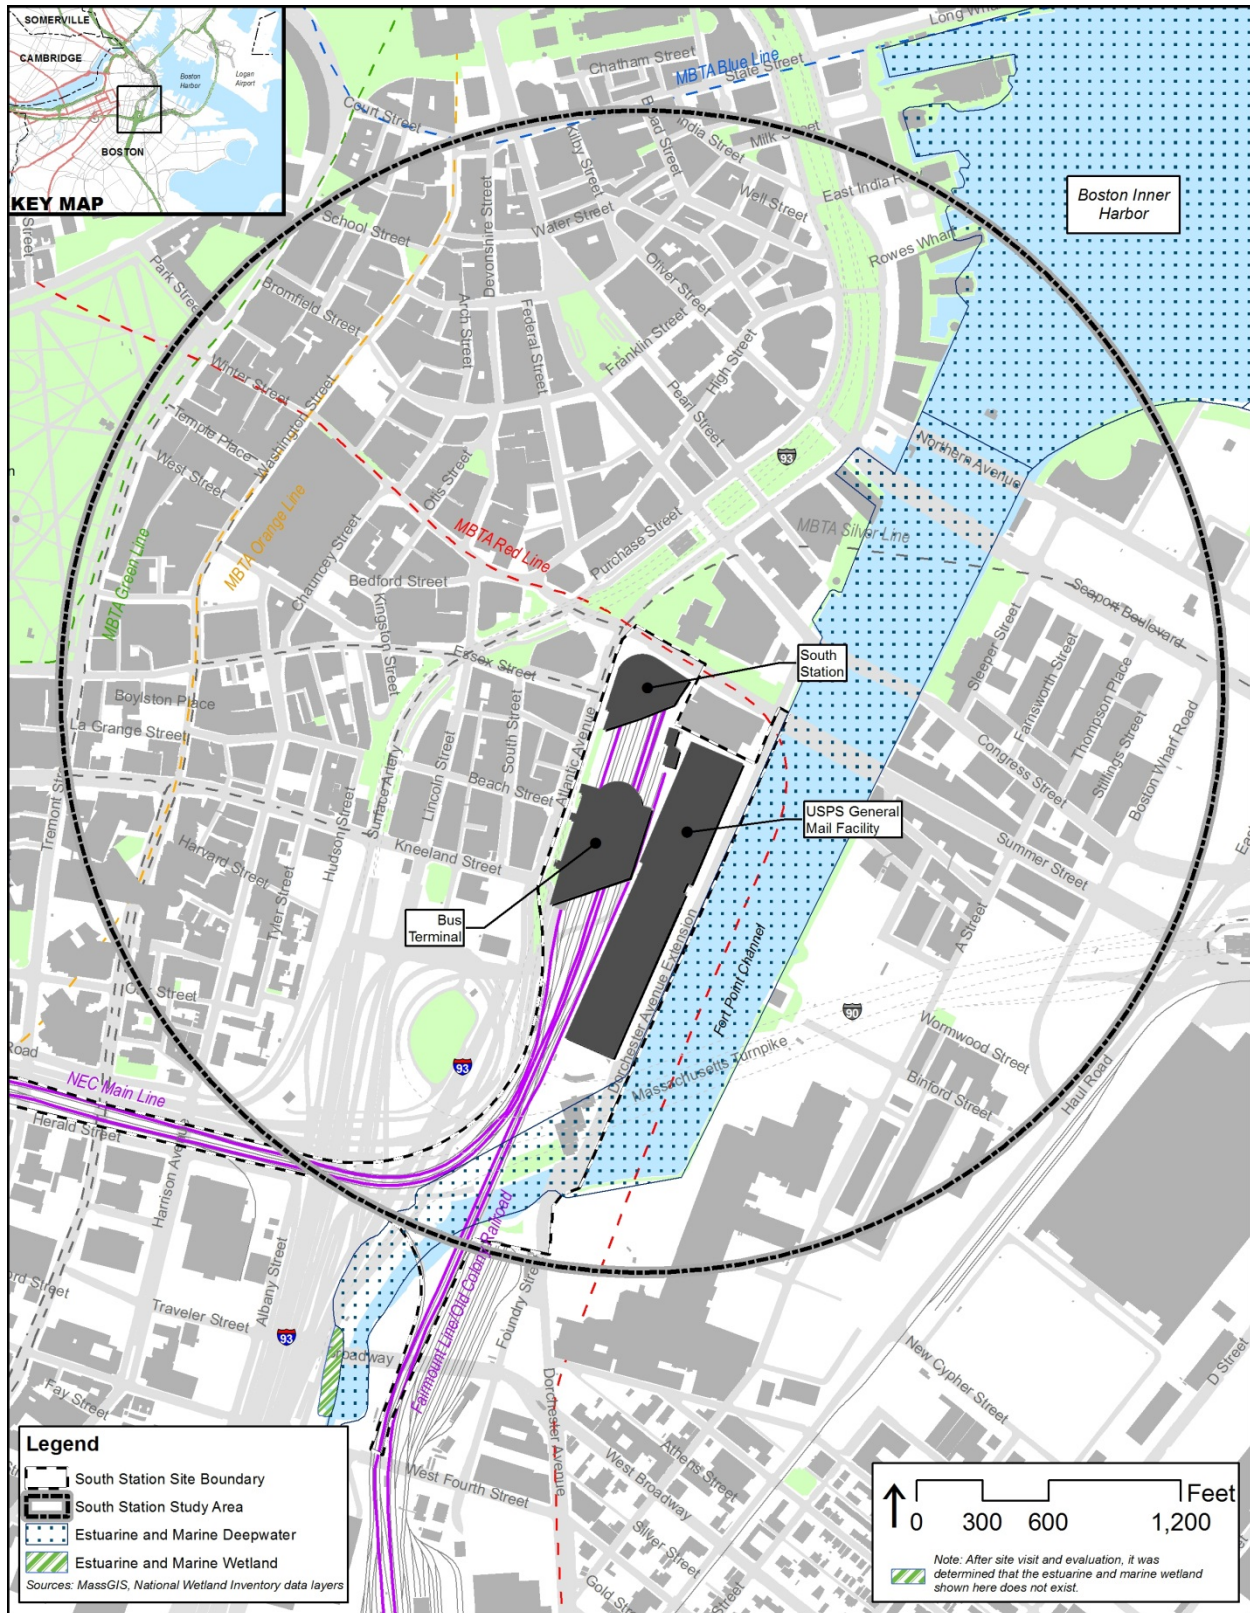 SOMERVILLE
CAMBRIDGE
Boston
Harbor
Logan
Airport
BOSTON
KEY MAP
Long Wharf
Chatham Street
MBTA Blue Line
State Street
Court Street
Broad Street
India Street
Kilby Street
Milk Street
East India R
Well Street
Boston Inner
Harbor
Street
School Street
Devonshire Street
Water Street
Rowes Wharf
Park Street
Bromfield Street
Oliver Street
Arch Street
Federal Street
Franklin Street
High Street
Winter Street
Pearl Street
Temple Place
Washington Street
West Street
Northern Avenue
93
Otis Street
MBTA Orange Line
MBTA Green Line
MBTA Red Line
Purchase Street
MBTA Silver Line
Chauncey Street
Bedford Street
Kingston Street
Seaport Boulevard
Essex Street
South
Station
Sleeper Street
Farnsworth Street
Thompson Place
Stillings Street
Boston Wharf Road
Boylston Place
La Grange Street
Atlantic Avenue
South Street
Lincoln Street
Surface Artery
Beach Street
Congress Street
Tremont Str
Hudson Street
USPS General
Mail Facility
Summer Street
Harvard Street
Kneeland Street
Tyler Street
Bus
Terminal
A Street
Dorchester Avenue Extension
Fort Point Channel
Street
90
Wormwood Street
Massachusetts Turnpike
Road
NEC Main Line
93
Binford Street
Haul Road
Herald Street
Harrison Avenue
Fairmount Line/Old Colony Railroad
Albany Street
ord Street
Traveler Street
Foundry Street
93
roadway
New Cypher Street
D Street
Fay Street
Dorchester Avenue
Athens Street
West Broadway
West Fourth Street
Silver Street
Gold Street
Legend
South Station Site Boundary
South Station Study Area
Estuarine and Marine Deepwater
Estuarine and Marine Wetland
Sources: MassGIS, National Wetland Inventory data layers
Feet
0 300 600 1,200
Note: After site visit and evaluation, it was
determined that the estuarine and marine wetland
shown here does not exist.